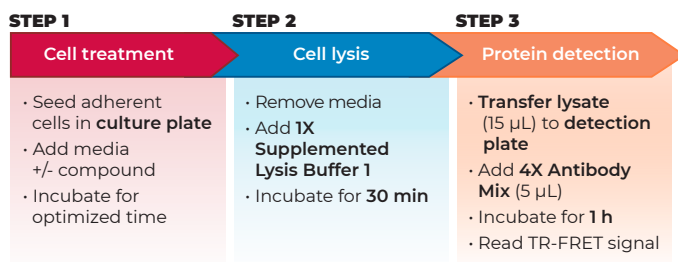 STEP 1
Cell treatment
· Seed adherent
cells in culture plate
· Add media
+/- compound
· Incubate for
optimized time
STEP 2
Cell lysis
· Remove media
· Add 1X
Supplemented
Lysis Buffer 1
· Incubate for 30 min
STEP 3
Protein detection
· Transfer lysate
(15 µL) to detection
plate
· Add 4X Antibody
Mix (5 µL)
· Incubate for 1 h
· Read TR-FRET signal